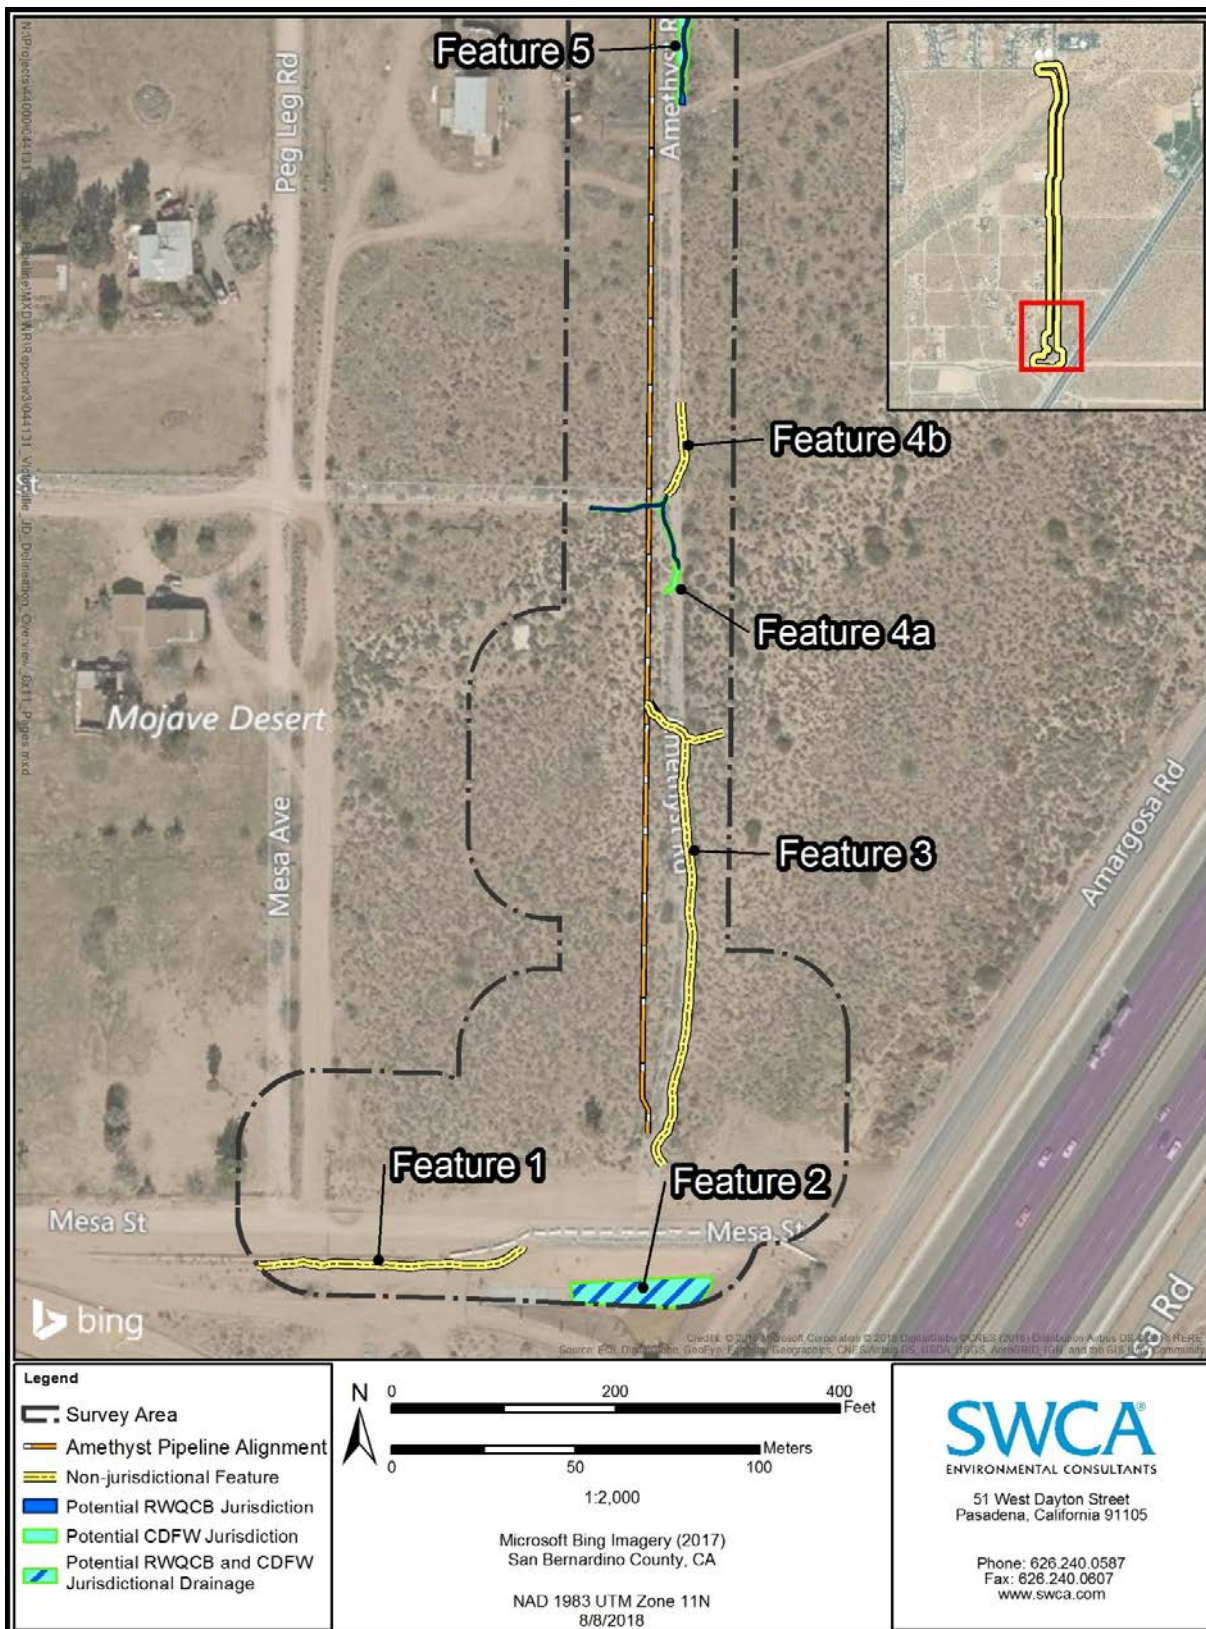 Feature 5
Amethyst R
Peg Leg Rd
Feature 4b
St
Feature 4a
Mojave Desert
Amethyst Rd
Feature 3
Amargosa Rd
Mesa Ave
Feature 1
Feature 2
Mesa St
Mesa St
bing
sa Rd
Legend
Survey Area
Amethyst Pipeline Alignment
Non-jurisdictional Feature
Potential RWQCB Jurisdiction
Potential CDFW Jurisdiction
Potential RWQCB and CDFW
Jurisdictional Drainage
N
0 200 400
Feet
Meters
0 50 100
1:2,000
Microsoft Bing Imagery (2017)
San Bernardino County, CA
NAD 1983 UTM Zone 11N
8/8/2018
SWCA®
ENVIRONMENTAL CONSULTANTS
51 West Dayton Street
Pasadena, California 91105
Phone: 626.240.0587
Fax: 626.240.0607
www.swca.com